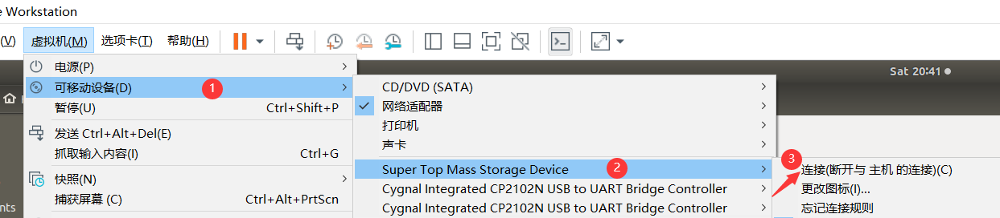 e Workstation
(V) 虚拟机(M) 选项卡(T) 帮助(H)
电源(P)
可移动设备(D) 1
暂停(U) Ctrl+Shift+P
发送 Ctrl+Alt+Del(E)
抓取输入内容(I) Ctrl+G
快照(N)
捕获屏幕 (C) Ctrl+Alt+PrtScn
nts
Sat 20:41
CD/DVD (SATA)
网络适配器
打印机
声卡
Super Top Mass Storage Device 2
Cygnal Integrated CP2102N USB to UART Bridge Controller
Cygnal Integrated CP2102N USB to UART Bridge Controller
3
连接(断开与 主机 的连接)(C)
更改图标(I)...
忘记连接规则